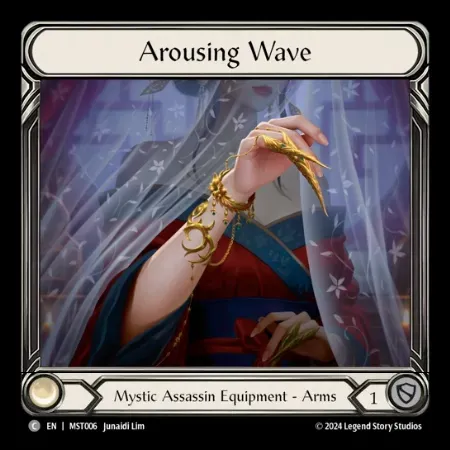 Arousing Wave
Mystic Assassin Equipment - Arms 1
C EN | MST006 Junaidi Lim © 2024 Legend Story Studios